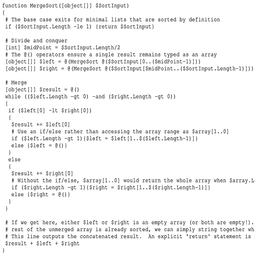 function MergeSort([object[]] $SortInput)
{
# The base case exits for minimal lists that are sorted by definition
if ($SortInput.Length -le 1) {return $SortInput}
# Divide and conquer
[int] $midPoint = $SortInput.Length/2
# The @() operators ensure a single result remains typed as an array
[object[]] $left = @(MergeSort @($SortInput[0..($midPoint-1)]))
[object[]] $right = @(MergeSort @($SortInput[$midPoint..($SortInput.Length-1)]))
# Merge
[object[]] $result = @()
while (($left.Length -gt 0) -and ($right.Length -gt 0))
{
if ($left[0] -lt $right[0])
{
$result += $left[0]
# Use an if/else rather than accessing the array range as $array[1..0]
if ($left.Length -gt 1){$left = $left[1..$($left.Length-1)]}
else {$left = @()}
}
else
{
$result += $right[0]
# Without the if/else, $array[1..0] would return the whole array when $array.L
if ($right.Length -gt 1){$right = $right[1..$($right.Length-1)]}
else {$right = @()}
}
}
# If we get here, either $left or $right is an empty array (or both are empty!).
# rest of the unmerged array is already sorted, we can simply string together wh
# This line outputs the concatenated result. An explicit 'return' statement is
$result + $left + $right
}